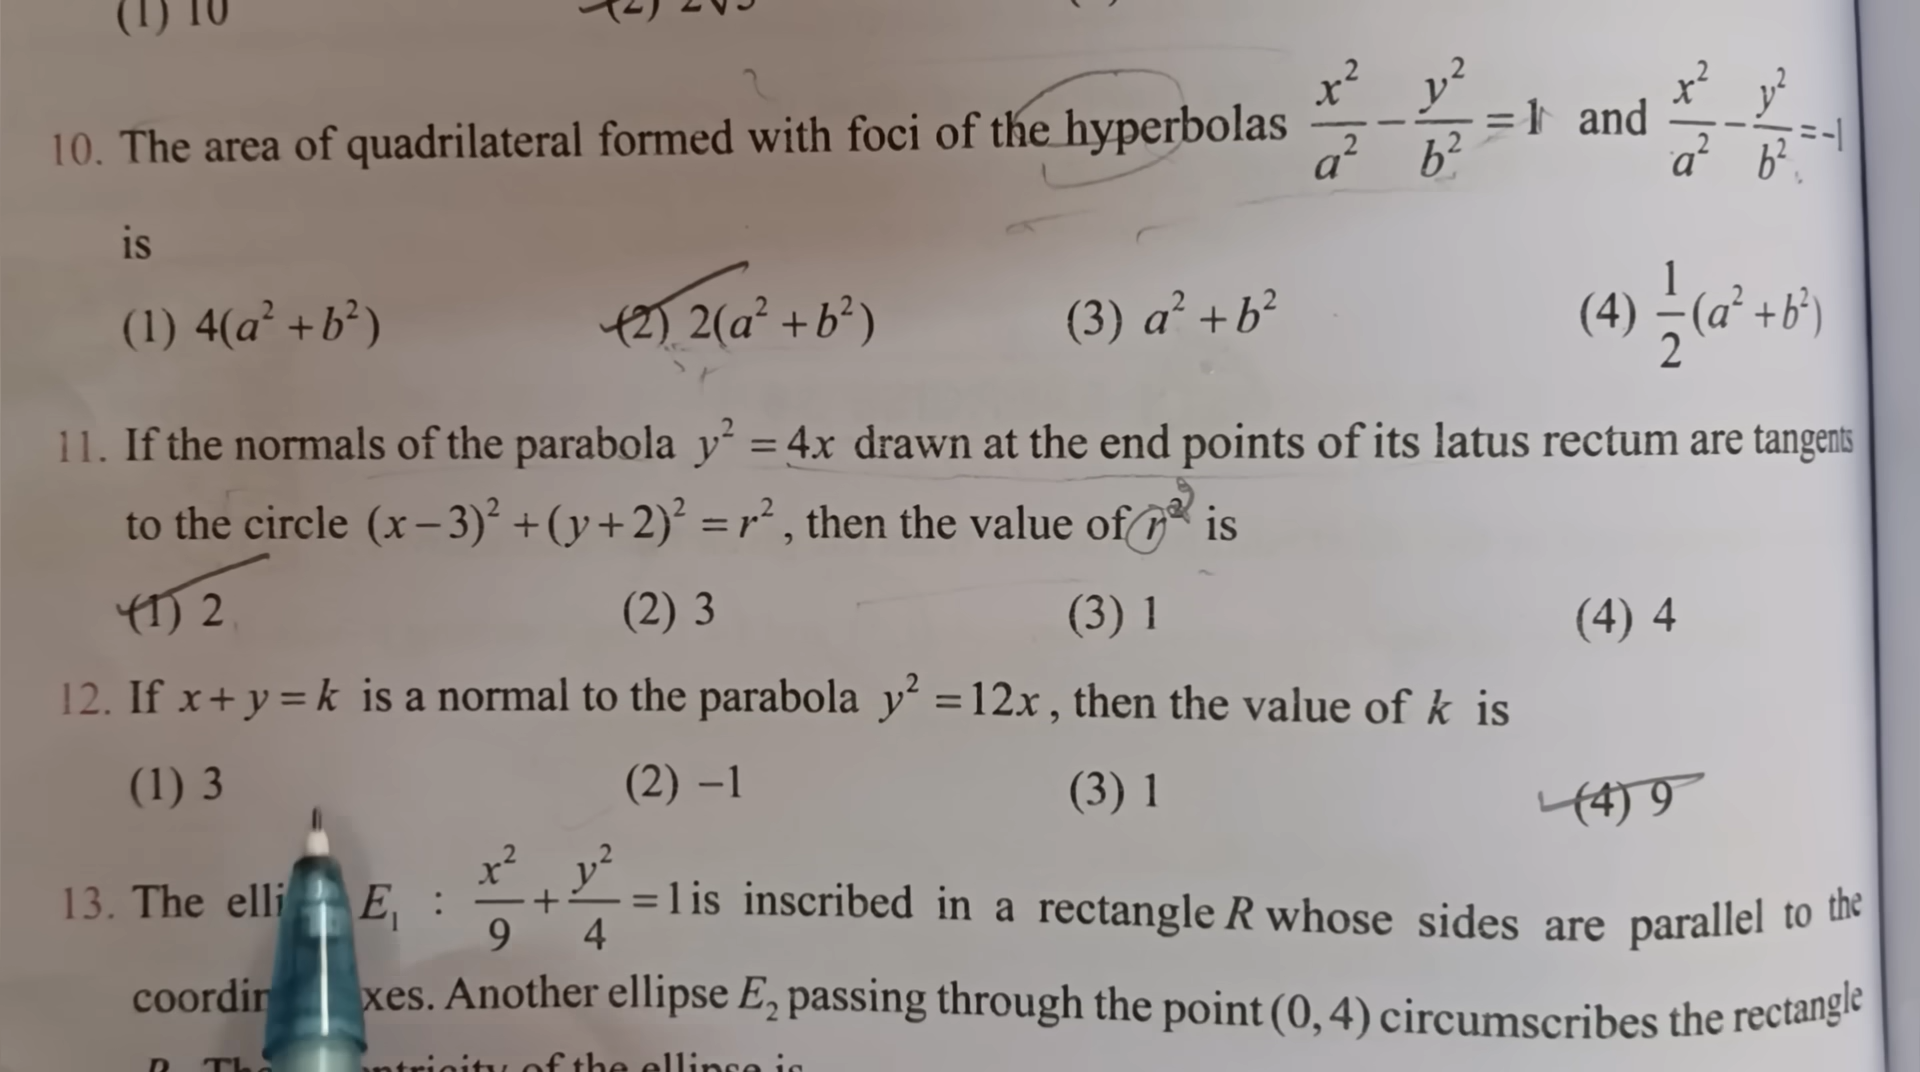 (1) 10
10. The area of quadrilateral formed with foci of the hyperbolas x²/a² − y²/b² = 1 and x²/a² − y²/b² = −1
is
(1) 4(a² + b²) (2) 2(a² + b²) (3) a² + b² (4) 1/2 (a² + b²)
11. If the normals of the parabola y² = 4x drawn at the end points of its latus rectum are tangents
to the circle (x − 3)² + (y + 2)² = r², then the value of r² is
(1) 2 (2) 3 (3) 1 (4) 4
12. If x + y = k is a normal to the parabola y² = 12x, then the value of k is
(1) 3 (2) −1 (3) 1 (4) 9
13. The E₁ : x²/9 + y²/4 = 1 is inscribed in a rectangle R whose sides are parallel to the
Another ellipse E₂ passing through the point (0, 4) circumscribes the rectangle
of the ellipse is